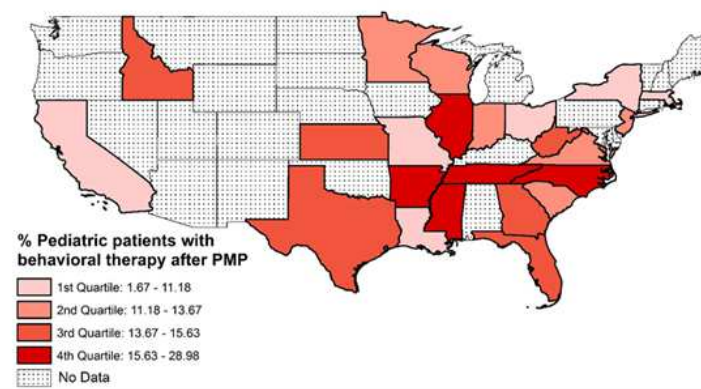 % Pediatric patients with
behavioral therapy after PMP
1st Quartile: 1.67 - 11.18
2nd Quartile: 11.18 - 13.67
3rd Quartile: 13.67 - 15.63
4th Quartile: 15.63 - 28.98
No Data